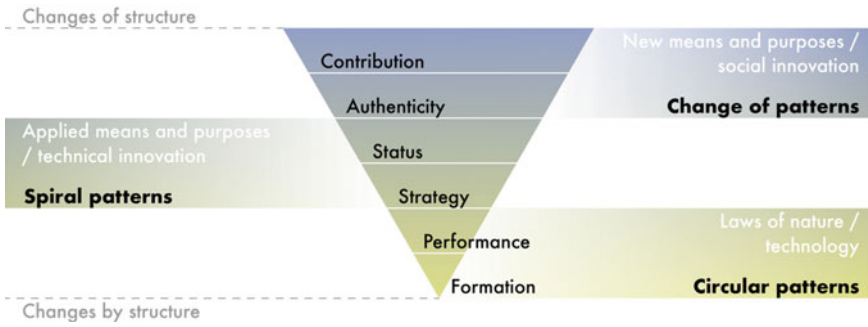 Changes of structure
New means and purposes /
social innovation
Contribution
Authenticity
Change of patterns
Applied means and purposes
/ technical innovation
Status
Spiral patterns
Strategy
Laws of nature /
technology
Performance
Formation
Circular patterns
Changes by structure